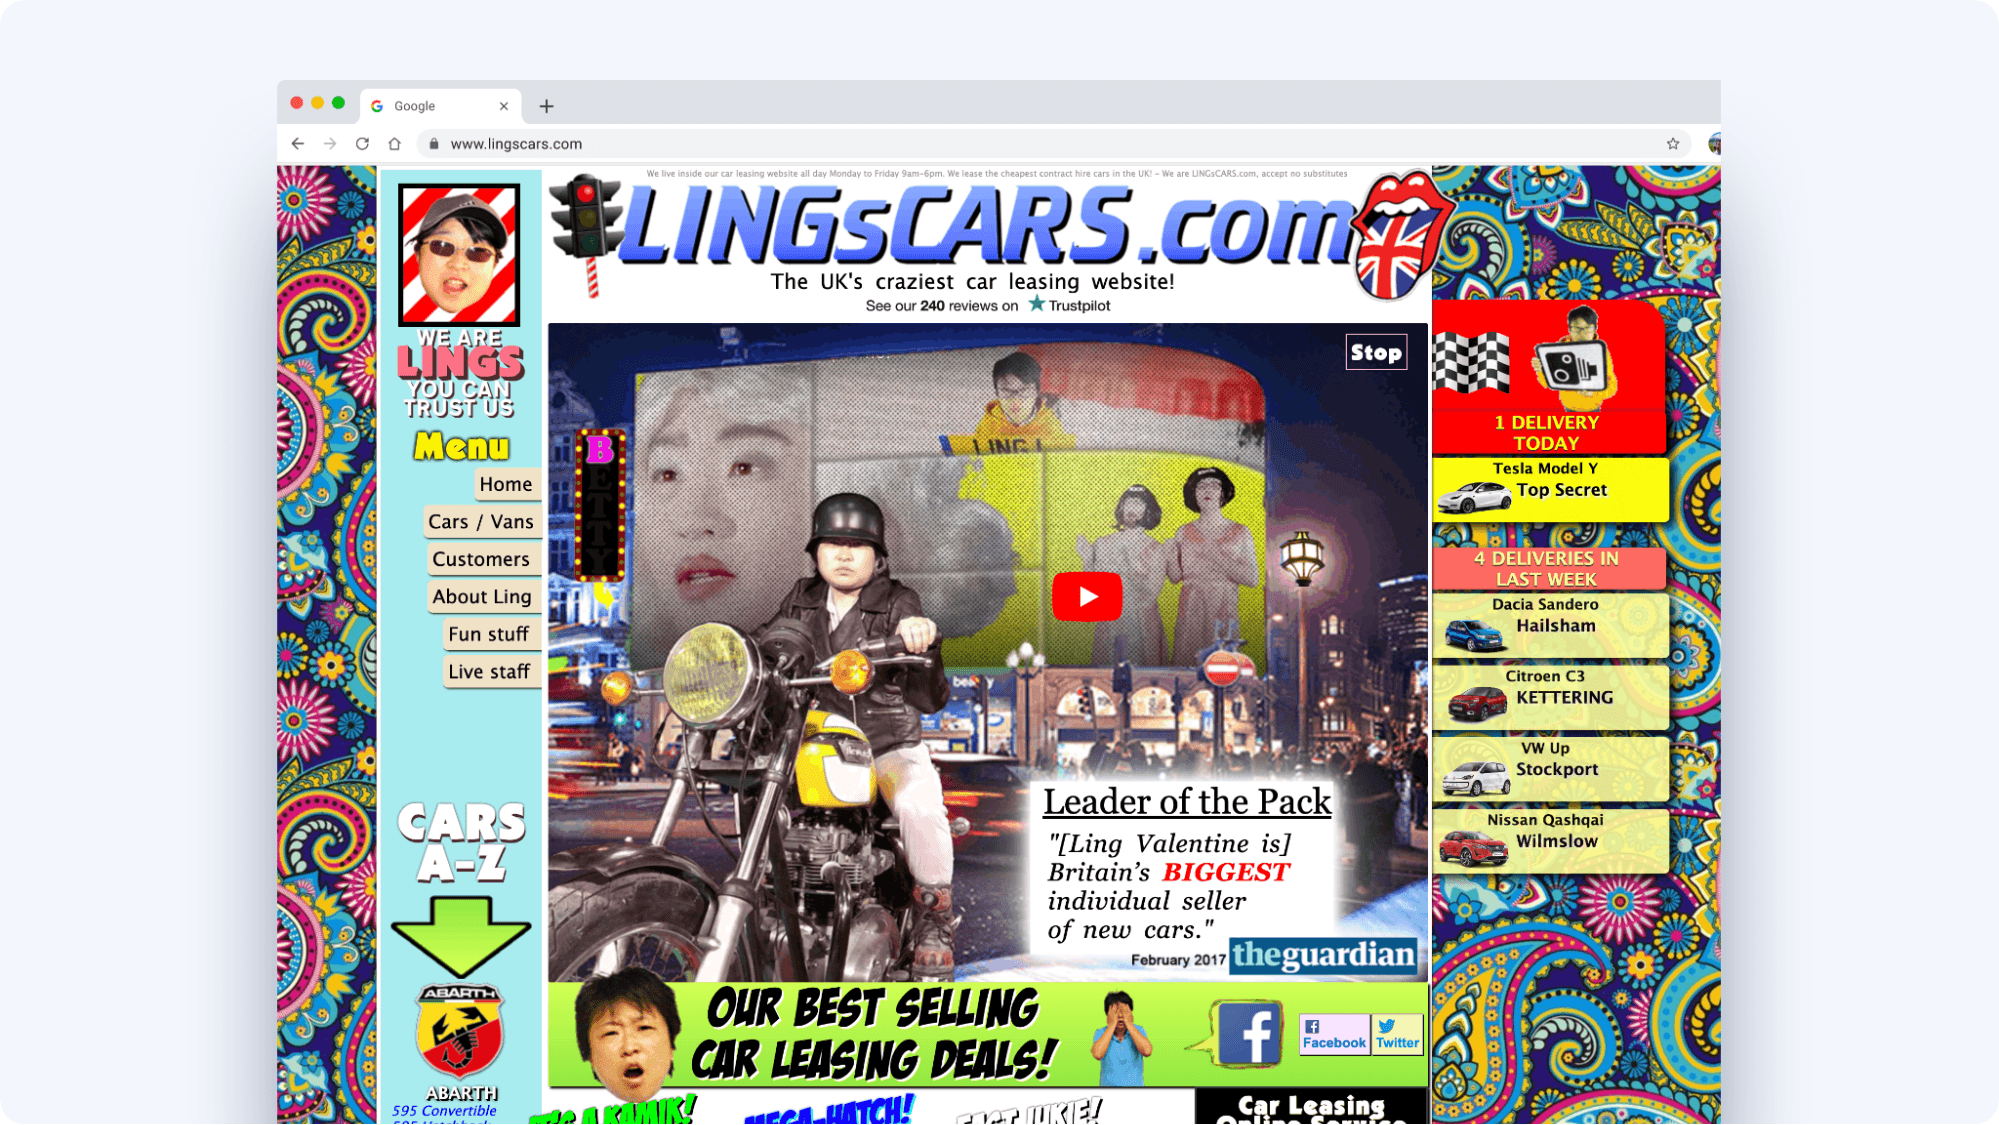 Google
www.lingscars.com
We live inside our car leasing website all day Monday to Friday 9am-6pm. We lease the cheapest contract hire cars in the UK! - We are LINGsCARS.com, accept no substitutes
LINGsCARS.com
The UK's craziest car leasing website!
See our 240 reviews on Trustpilot
WE ARE
LINGS
YOU CAN
TRUST US
Menu
Home
Cars / Vans
Customers
About Ling
Fun stuff
Live staff
CARS
A-Z
ABARTH
ABARTH
595 Convertible
Stop
BETTY
LING
Leader of the Pack
"[Ling Valentine is]
Britain's BIGGEST
individual seller
of new cars."
February 2017 theguardian
OUR BEST SELLING
CAR LEASING DEALS!
Facebook
Twitter
IT'S A KAMIK!
MEGA-HATCH!
FAST JUKIE!
Car Leasing
Online Service
1 DELIVERY
TODAY
Tesla Model Y
Top Secret
4 DELIVERIES IN
LAST WEEK
Dacia Sandero
Hailsham
Citroen C3
KETTERING
VW Up
Stockport
Nissan Qashqai
Wilmslow